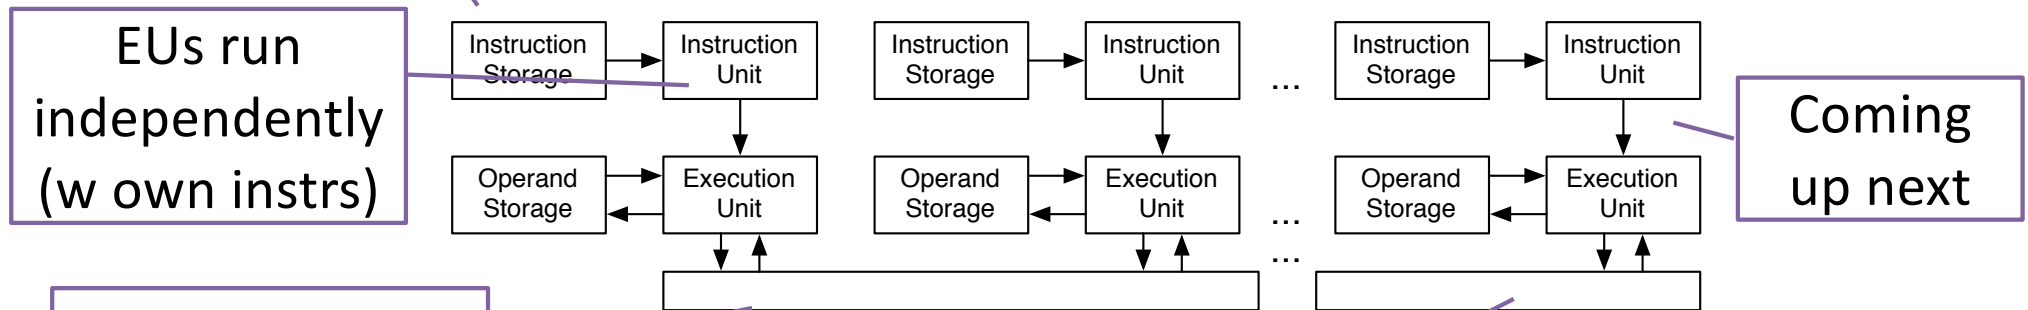 EUs run
independently
(w own instrs)
Instruction
Storage
Instruction
Unit
Instruction
Storage
Instruction
Unit
...
Instruction
Storage
Instruction
Unit
Coming
up next
Operand
Storage
Execution
Unit
Operand
Storage
Execution
Unit
...
Operand
Storage
Execution
Unit
...